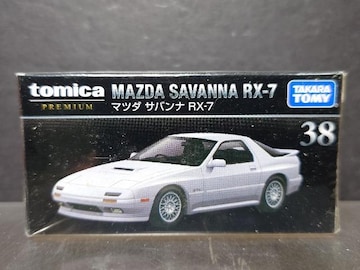 tomica MAZDA SAVANNA RX-7
PREMIUM マツダ サバンナ RX-7
TAKARA
TOMY
38